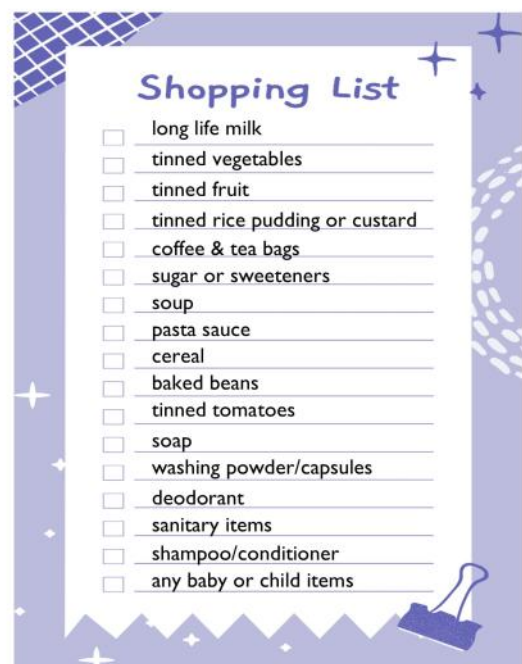 Shopping List
long life milk
tinned vegetables
tinned fruit
tinned rice pudding or custard
coffee & tea bags
sugar or sweeteners
soup
pasta sauce
cereal
baked beans
tinned tomatoes
soap
washing powder/capsules
deodorant
sanitary items
shampoo/conditioner
any baby or child items